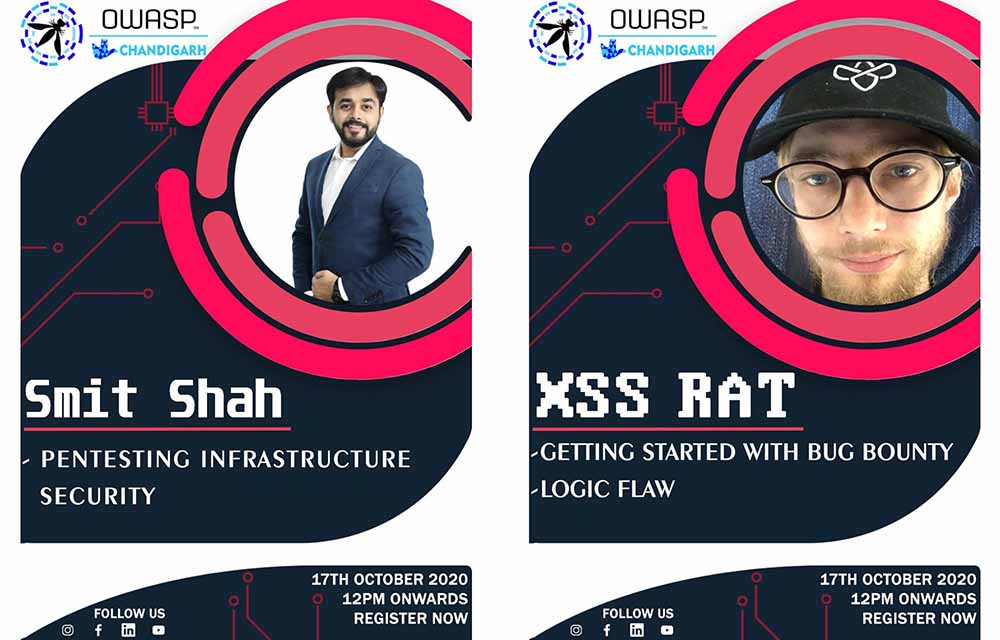 OWASP
CHANDIGARH
Smit Shah
- PENTESTING INFRASTRUCTURE
SECURITY
17TH OCTOBER 2020
12PM ONWARDS
REGISTER NOW
FOLLOW US
OWASP
CHANDIGARH
XSS RAT
-GETTING STARTED WITH BUG BOUNTY
-LOGIC FLAW
17TH OCTOBER 2020
12PM ONWARDS
REGISTER NOW
FOLLOW US